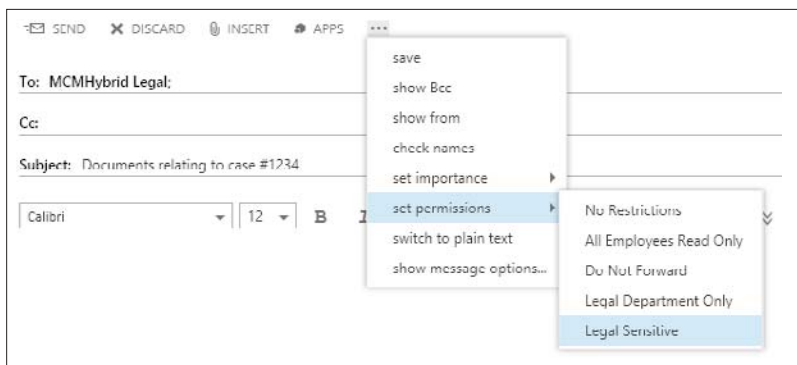 SEND DISCARD INSERT APPS ...
save
To: MCMHybrid Legal;
show Bcc
show from
Cc:
check names
Subject: Documents relating to case #1234
set importance
set permissions
No Restrictions
Calibri 12 B I
switch to plain text
All Employees Read Only
show message options...
Do Not Forward
Legal Department Only
Legal Sensitive